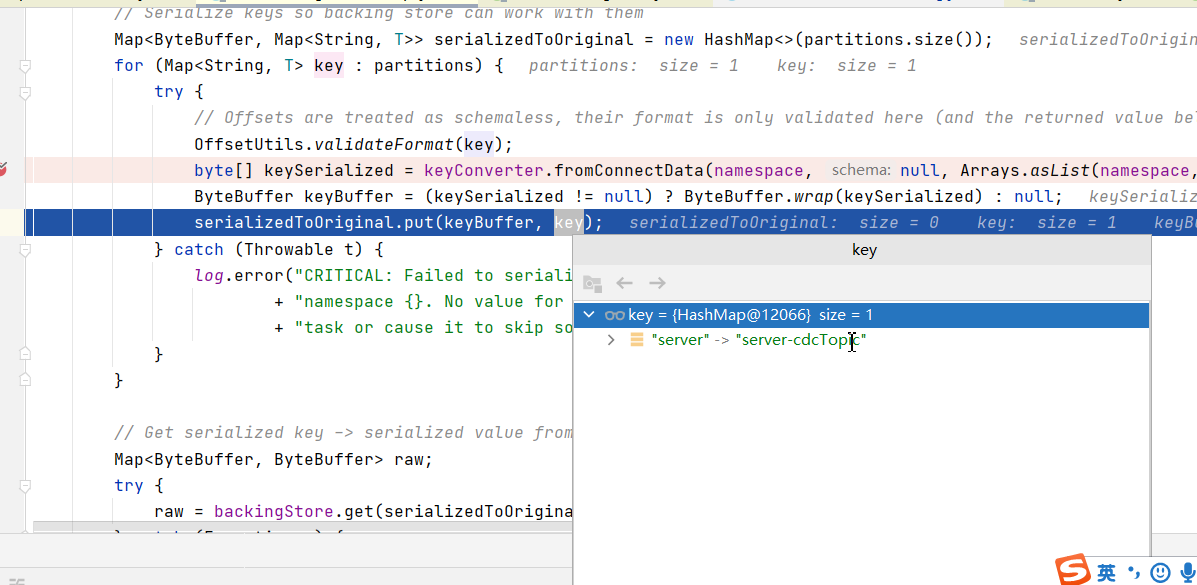 // Serialize keys so backing store can work with them
Map<ByteBuffer, Map<String, T>> serializedToOriginal = new HashMap<>(partitions.size());   serializedToOrigin
for (Map<String, T> key : partitions) {   partitions:  size = 1    key:  size = 1
try {
// Offsets are treated as schemaless, their format is only validated here (and the returned value be
OffsetUtils.validateFormat(key);
byte[] keySerialized = keyConverter.fromConnectData(namespace,  schema: null, Arrays.asList(namespace,
ByteBuffer keyBuffer = (keySerialized != null) ? ByteBuffer.wrap(keySerialized) : null;   keySerializ
serializedToOriginal.put(keyBuffer, key);   serializedToOriginal:  size = 0    key:  size = 1    keyB
} catch (Throwable t) {
key
log.error("CRITICAL: Failed to seriali
+ "namespace {}. No value for
key = {HashMap@12066}  size = 1
+ "task or cause it to skip so
"server" -> "server-cdcTopic"
}
}
// Get serialized key –> serialized value from
Map<ByteBuffer, ByteBuffer> raw;
try {
raw = backingStore.get(serializedToOrigina
英